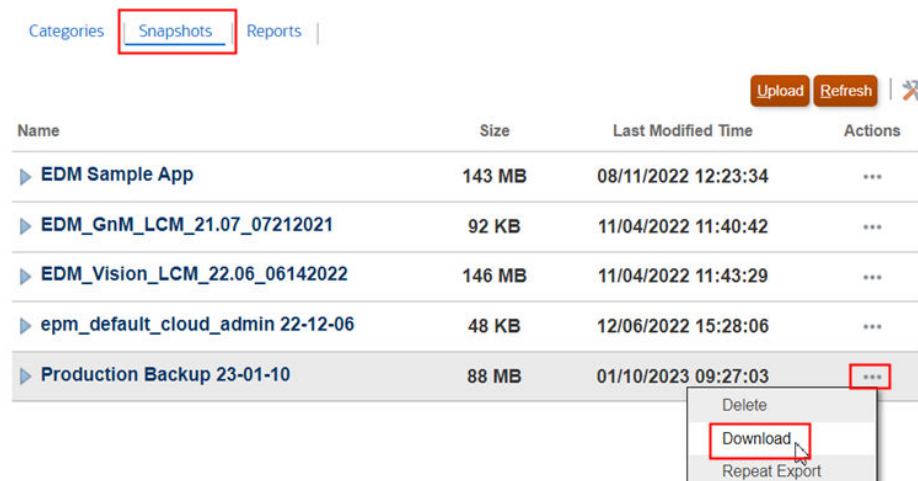 Categories Snapshots Reports
Upload Refresh
Name Size Last Modified Time Actions
EDM Sample App 143 MB 08/11/2022 12:23:34
EDM_GnM_LCM_21.07_07212021 92 KB 11/04/2022 11:40:42
EDM_Vision_LCM_22.06_06142022 146 MB 11/04/2022 11:43:29
epm_default_cloud_admin 22-12-06 48 KB 12/06/2022 15:28:06
Production Backup 23-01-10 88 MB 01/10/2023 09:27:03
Delete
Download
Repeat Export